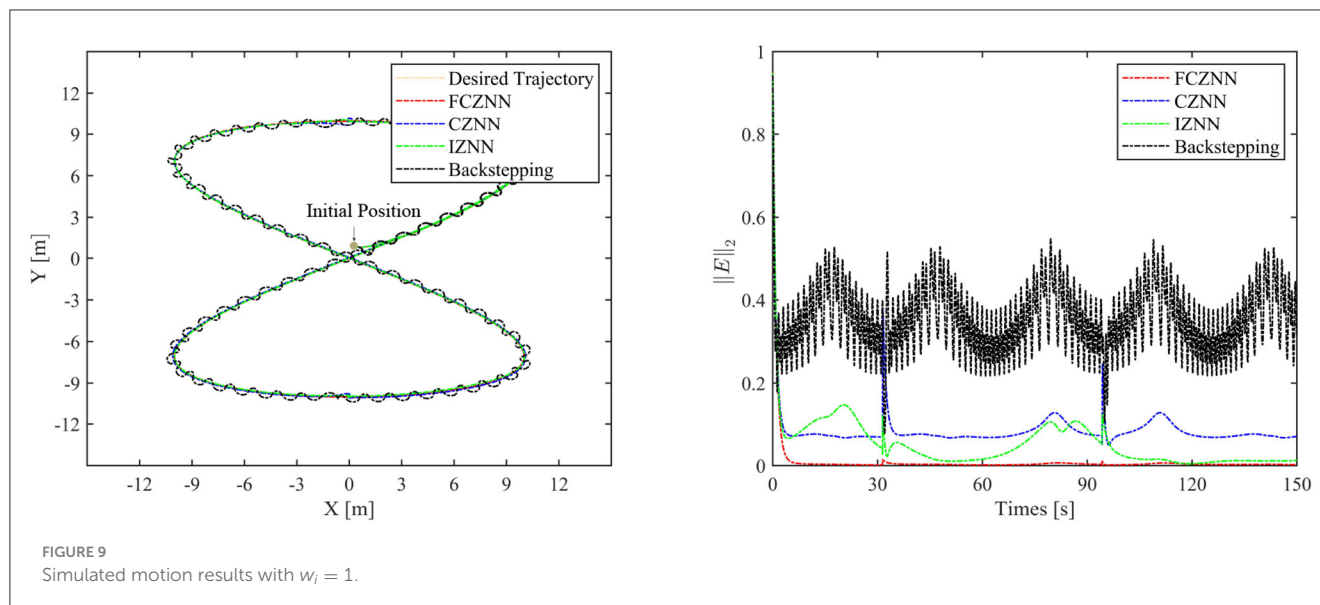 12
9
6
3
0
-3
-6
-9
-12
Y [m]
-12 -9 -6 -3 0 3 6 9 12
X [m]
Desired Trajectory
FCZNN
CZNN
IZNN
Backstepping
Initial Position
1
0.8
0.6
0.4
0.2
0
||E||₂
0 30 60 90 120 150
Times [s]
FCZNN
CZNN
IZNN
Backstepping
FIGURE 9
Simulated motion results with wᵢ = 1.